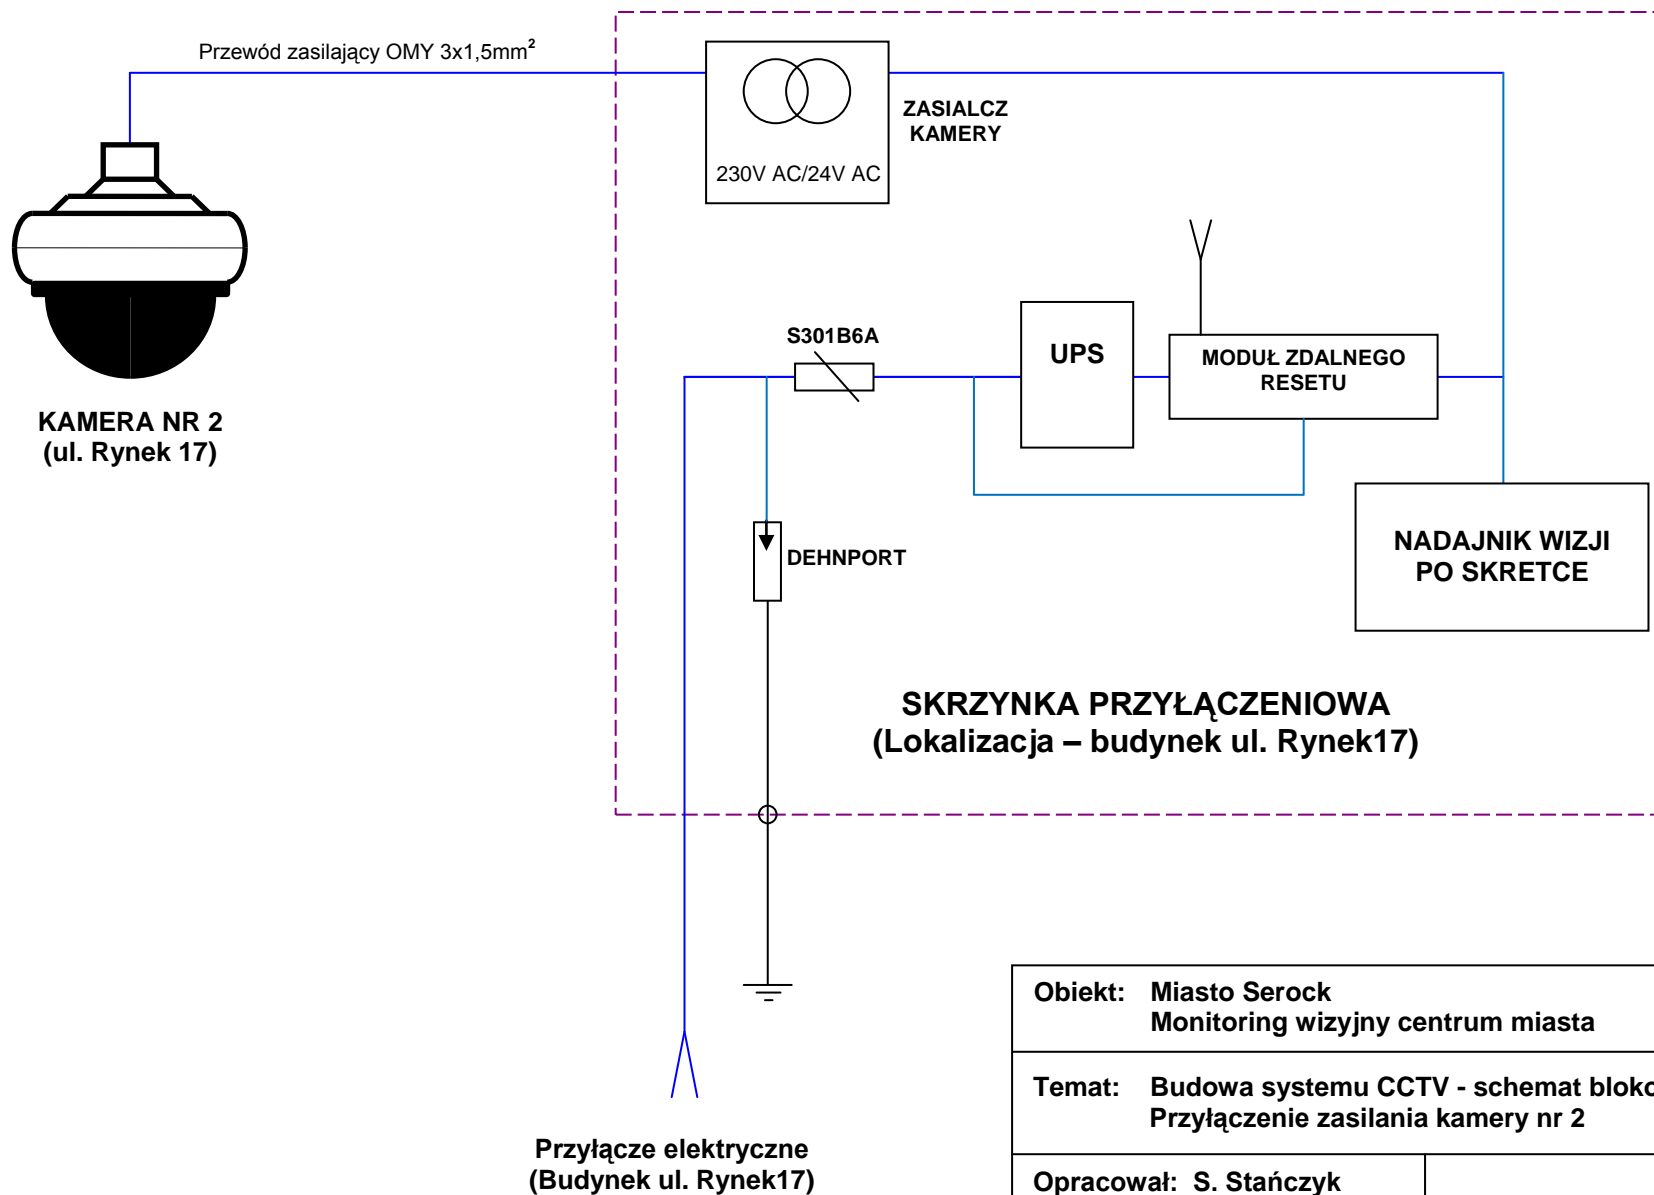 Przewód zasilający OMY 3x1,5mm²
ZASIALCZ
KAMERY
230V AC/24V AC
S301B6A
UPS
MODUŁ ZDALNEGO
RESETU
KAMERA NR 2
(ul. Rynek 17)
DEHNPORT
NADAJNIK WIZJI
PO SKRETCE
SKRZYNKA PRZYŁĄCZENIOWA
(Lokalizacja – budynek ul. Rynek17)
Obiekt: Miasto Serock
Monitoring wizyjny centrum miasta
Temat: Budowa systemu CCTV - schemat bloko
Przyłączenie zasilania kamery nr 2
Przyłącze elektryczne
(Budynek ul. Rynek17)
Opracował: S. Stańczyk